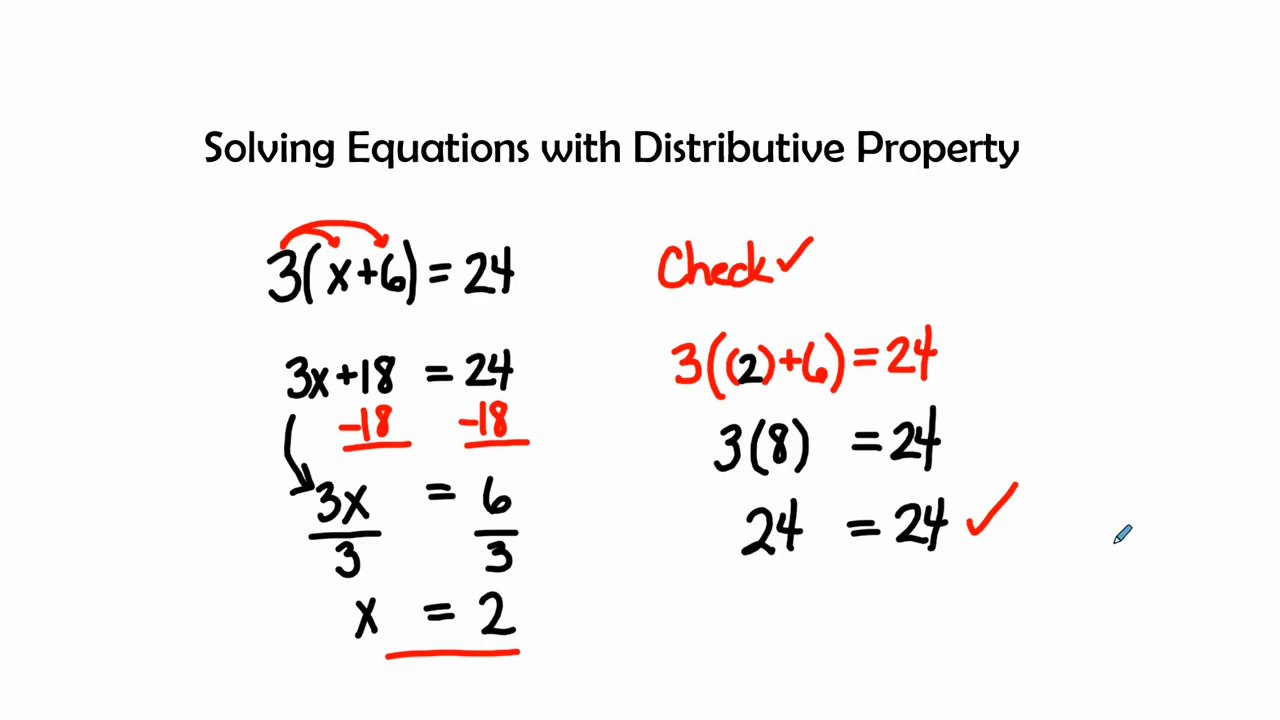 Solving Equations with Distributive Property
3(x+6)=24
3x+18 = 24
-18 -18
3x = 6
3 3
x = 2
Check ✓
3((2)+6)=24
3(8) =24
24 =24 ✓